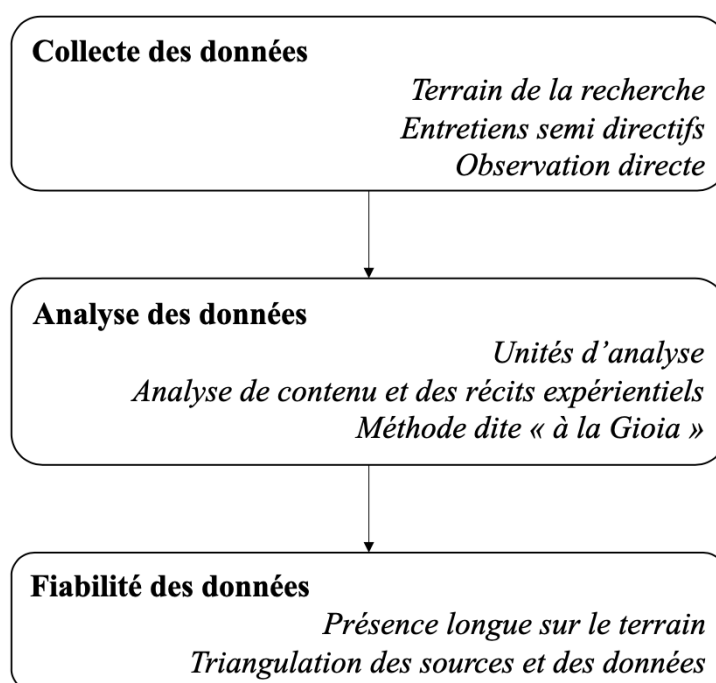 Collecte des données
Terrain de la recherche
Entretiens semi directifs
Observation directe
Analyse des données
Unités d’analyse
Analyse de contenu et des récits expérientiels
Méthode dite « à la Gioia »
Fiabilité des données
Présence longue sur le terrain
Triangulation des sources et des données